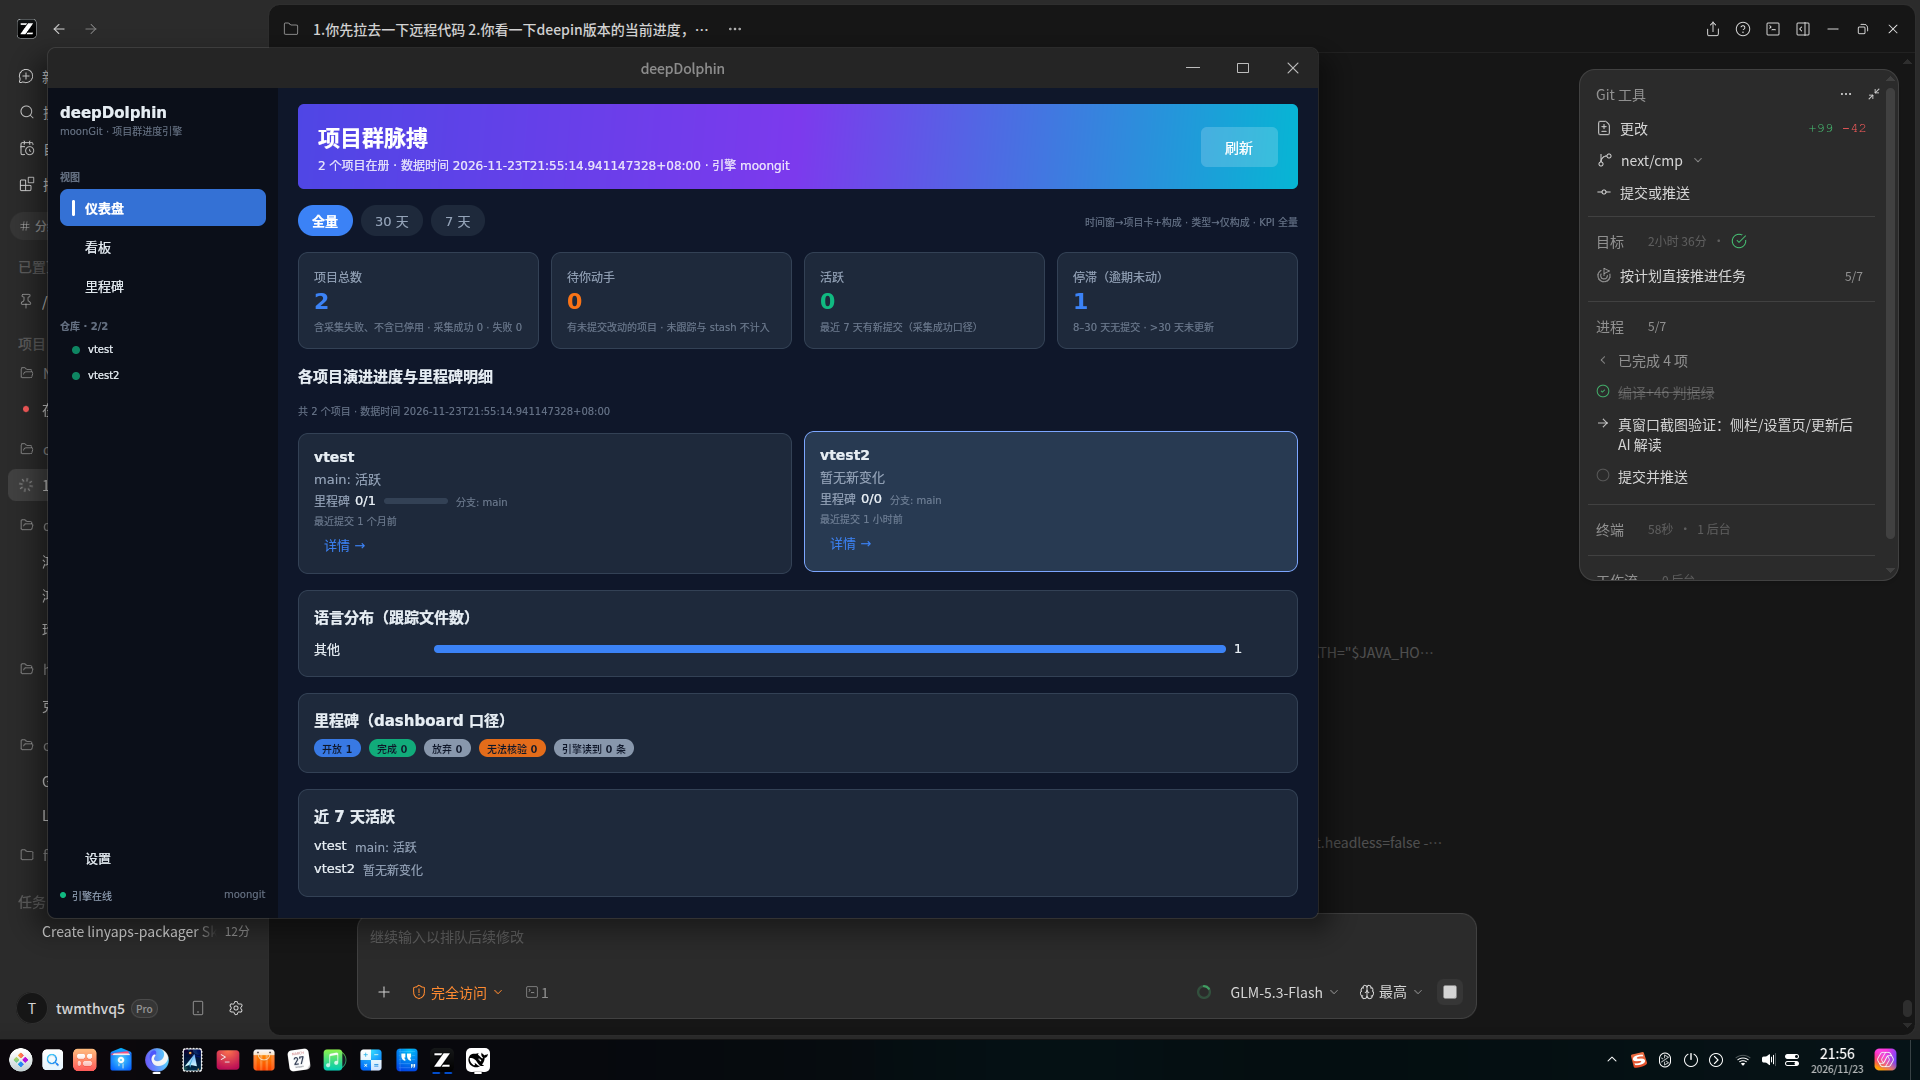 1.你先拉去一下远程代码 2.你看一下deepin版本的当前进度，…
deepDolphin
deepDolphin
moonGit · 项目群进度引擎
视图
仪表盘
看板
里程碑
仓库 · 2/2
vtest
vtest2
设置
引擎在线
moongit
项目群脉搏
2 个项目在册 · 数据时间 2026-11-23T21:55:14.941147328+08:00 · 引擎 moongit
刷新
全量
30 天
7 天
时间窗→项目卡+构成 · 类型→仅构成 · KPI 全量
项目总数
2
含采集失败、不含已停用 · 采集成功 0 · 失败 0
待你动手
0
有未提交改动的项目 · 未跟踪与 stash 不计入
活跃
0
最近 7 天有新提交（采集成功口径）
停滞（逾期未动）
1
8–30 天无提交 · >30 天未更新
各项目演进进度与里程碑明细
共 2 个项目 · 数据时间 2026-11-23T21:55:14.941147328+08:00
vtest
main: 活跃
里程碑 0/1 分支: main
最近提交 1 个月前
详情 →
vtest2
暂无新变化
里程碑 0/0 分支: main
最近提交 1 小时前
详情 →
语言分布（跟踪文件数）
其他
1
里程碑（dashboard 口径）
开放 1
完成 0
放弃 0
无法核验 0
引擎读到 0 条
近 7 天活跃
vtest main: 活跃
vtest2 暂无新变化
Git 工具
更改
+99 -42
next/cmp
提交或推送
目标 2小时 36分 •
按计划直接推进任务 5/7
进程 5/7
已完成 4 项
编译+46 判据绿
真窗口截图验证：侧栏/设置页/更新后
AI 解读
提交并推送
终端 58秒 • 1 后台
TH="$JAVA_HO…
t.headless=false -…
已置
项目
任务
Create linyaps-packager
12分
T
twmthvq5
Pro
继续输入以排队后续修改
完全访问
1
GLM-5.3-Flash
最高
27
21:56
2026/11/23